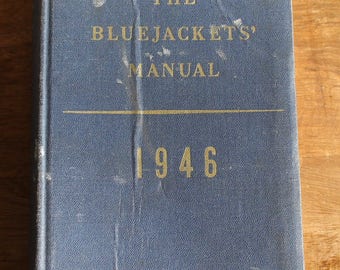 THE
BLUEJACKETS'
MANUAL
1946